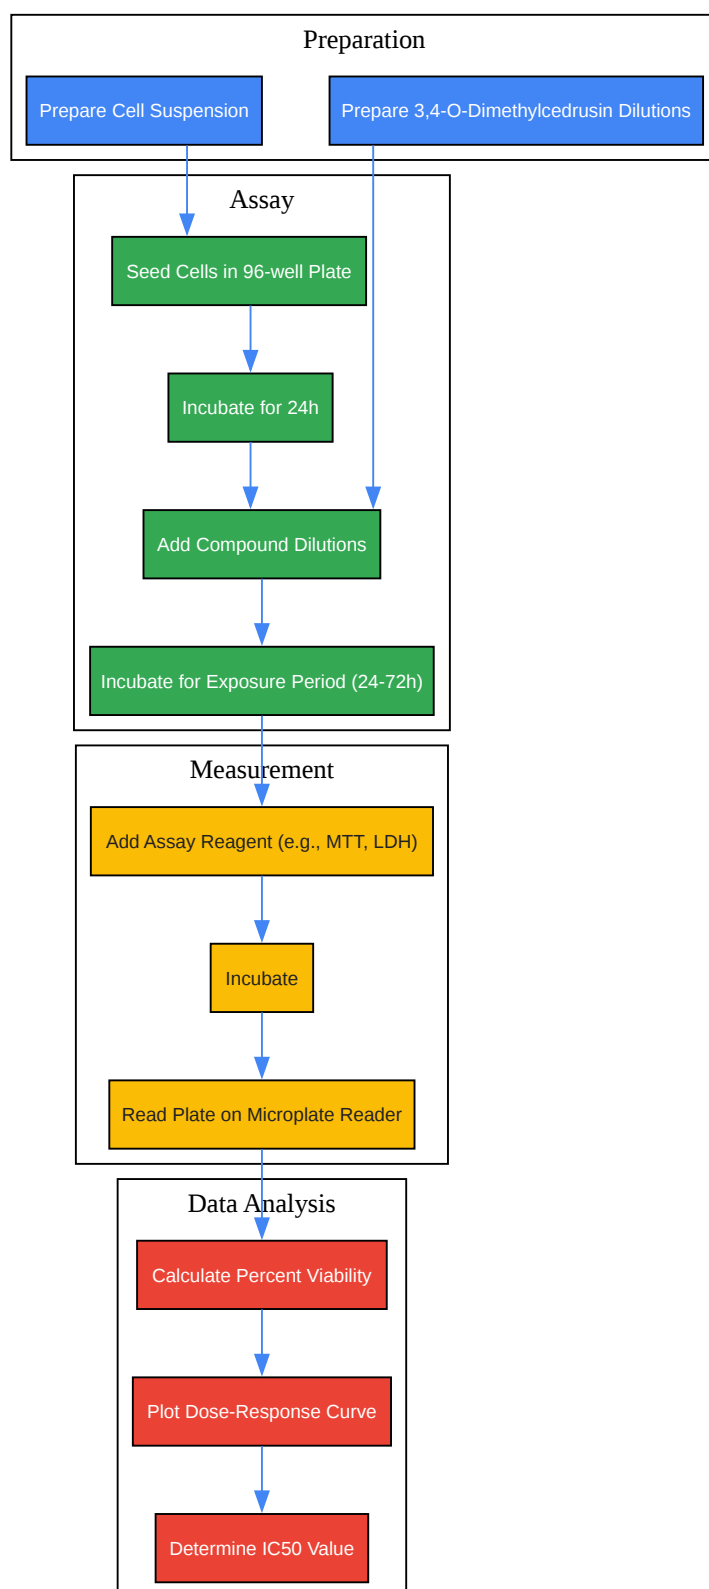 Preparation
Prepare Cell Suspension
Prepare 3,4-O-Dimethylcedrusin Dilutions
Assay
Seed Cells in 96-well Plate
Incubate for 24h
Add Compound Dilutions
Incubate for Exposure Period (24-72h)
Measurement
Add Assay Reagent (e.g., MTT, LDH)
Incubate
Read Plate on Microplate Reader
Data Analysis
Calculate Percent Viability
Plot Dose-Response Curve
Determine IC50 Value